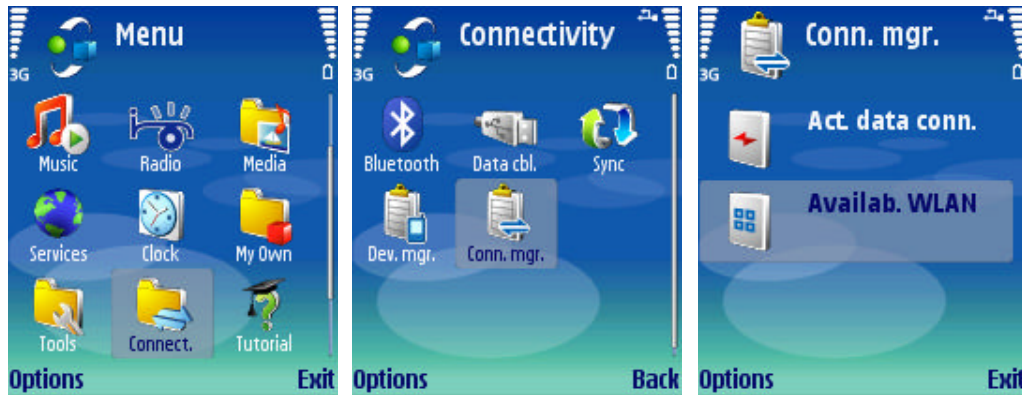 3G
Menu
Music
Radio
Media
Services
Clock
My Own
Tools
Connect.
Tutorial
Options
Exit
3G
Connectivity
Bluetooth
Data cbl.
Sync
Dev. mgr.
Conn. mgr.
Options
Back
3G
Conn. mgr.
Act. data conn.
Availab. WLAN
Options
Exit